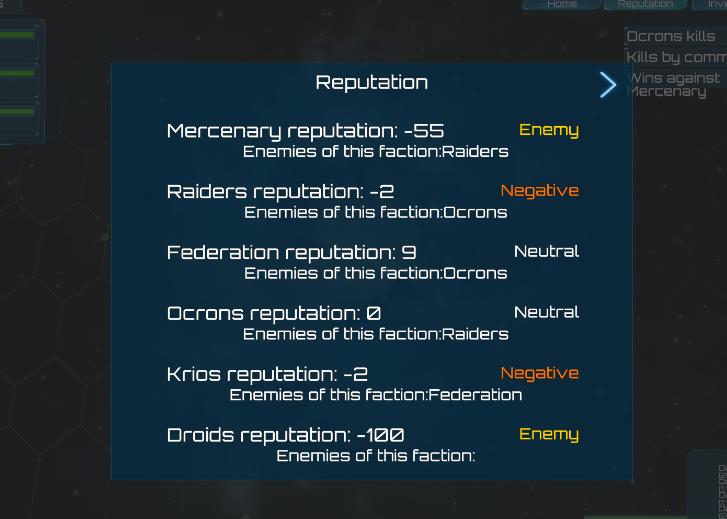 Home
Reputation
Ocrons kills
Kills by comm
Wins against
Mercenary
Reputation
Mercenary reputation: -55 Enemy
Enemies of this faction:Raiders
Raiders reputation: -2 Negative
Enemies of this faction:Ocrons
Federation reputation: 9 Neutral
Enemies of this faction:Ocrons
Ocrons reputation: 0 Neutral
Enemies of this faction:Raiders
Krios reputation: -2 Negative
Enemies of this faction:Federation
Droids reputation: -100 Enemy
Enemies of this faction: